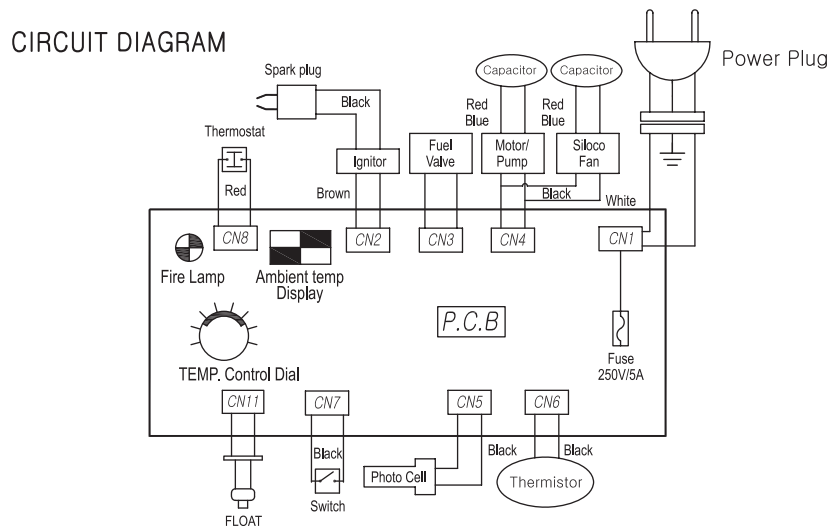 CIRCUIT DIAGRAM
Power Plug
Spark plug
Capacitor
Capacitor
Black
Red
Blue
Red
Blue
Thermostat
Ignitor
Fuel
Valve
Motor/
Pump
Siloco
Fan
Red
Brown
Black
White
CN8
CN2
CN3
CN4
CN1
Fire Lamp
Ambient temp
Display
P.C.B
Fuse
250V/5A
TEMP. Control Dial
CN11
CN7
CN5
CN6
Black
Black
Black
Photo Cell
Thermistor
Switch
FLOAT